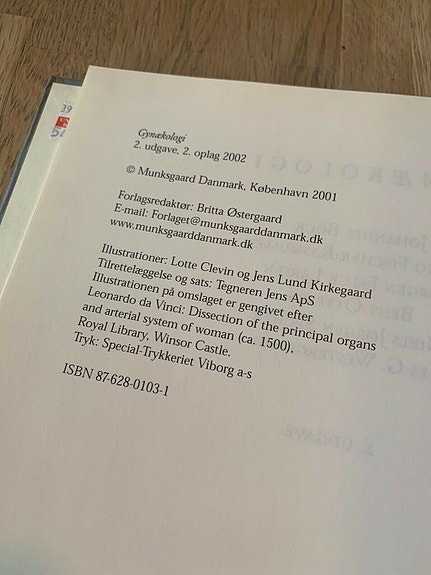 Gynækologi
2. udgave, 2. oplag 2002
© Munksgaard Danmark, København 2001
Forlagsredaktør: Britta Østergaard
E-mail: Forlaget@munksgaarddanmark.dk
www.munksgaarddanmark.dk
Illustrationer: Lotte Clevin og Jens Lund Kirkegaard
Tilrettelæggelse og sats: Tegneren Jens ApS
Illustrationen på omslaget er gengivet efter
Leonardo da Vinci: Dissection of the principal organs
and arterial system of woman (ca. 1500),
Royal Library, Winsor Castle.
Tryk: Special-Trykkeriet Viborg a-s
ISBN 87-628-0103-1
2. UDGAVE